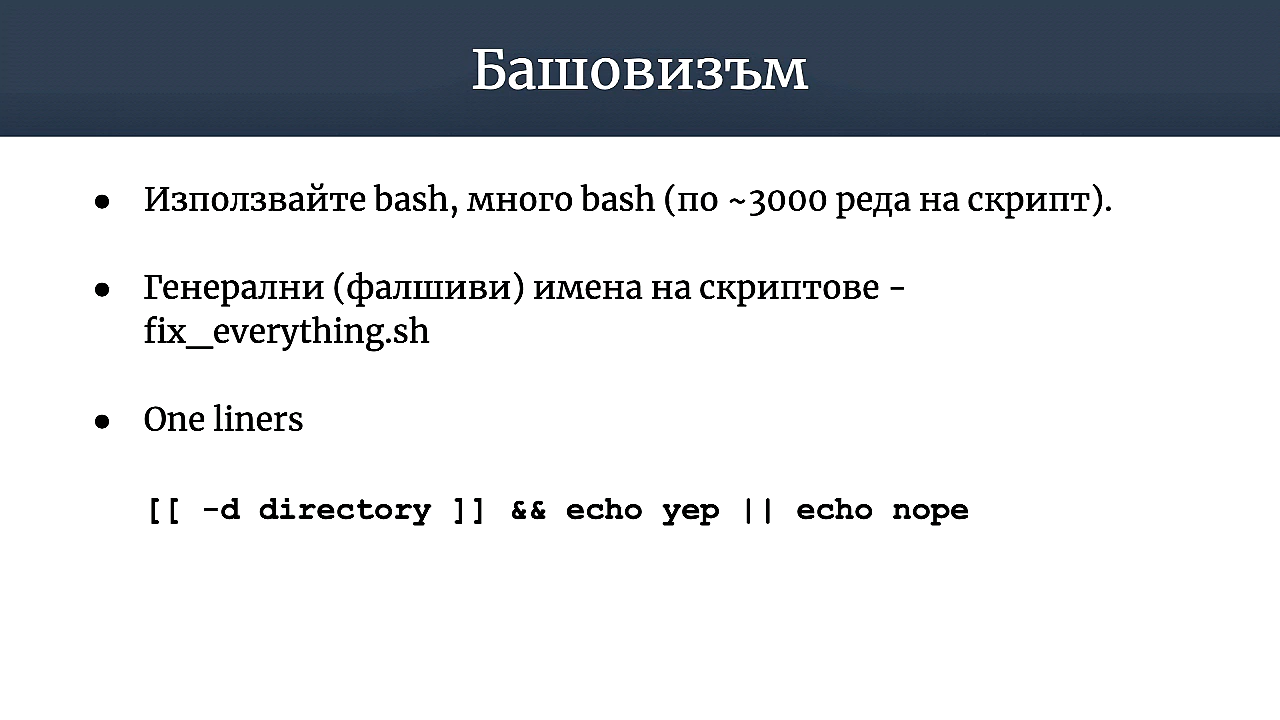 Башовизъм
● Използвайте bash, много bash (по ~3000 реда на скрипт).
● Генерални (фалшиви) имена на скриптове -
fix_everything.sh
● One liners
[[ -d directory ]] && echo yep || echo nope